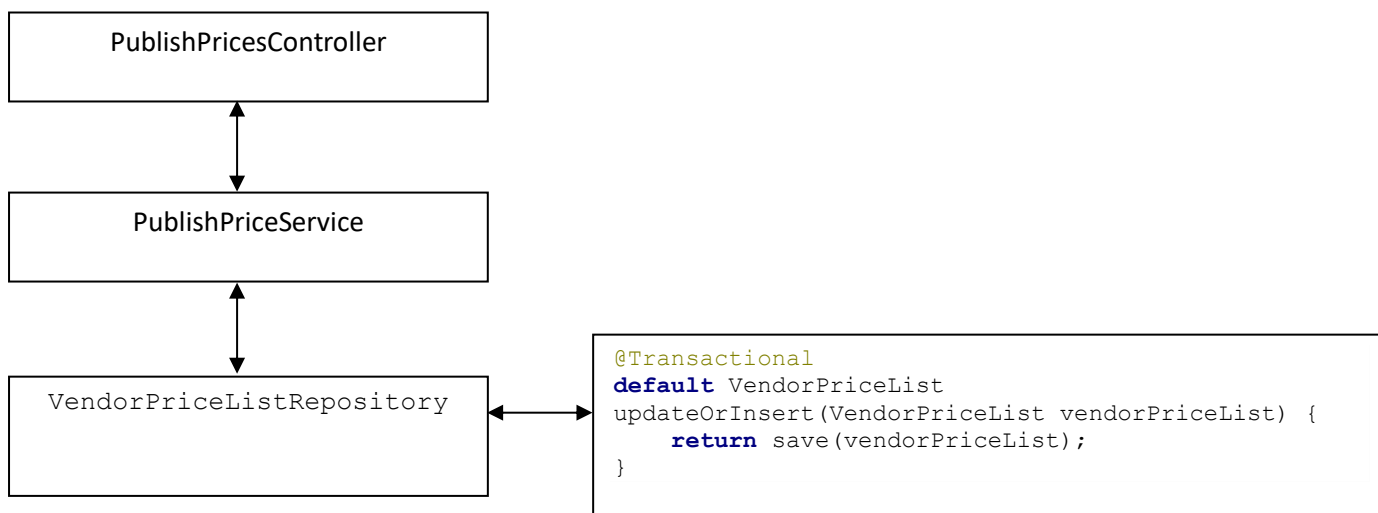 PublishPricesController
PublishPriceService
VendorPriceListRepository
@Transactional
default VendorPriceList
updateOrInsert(VendorPriceList vendorPriceList) {
    return save(vendorPriceList);
}